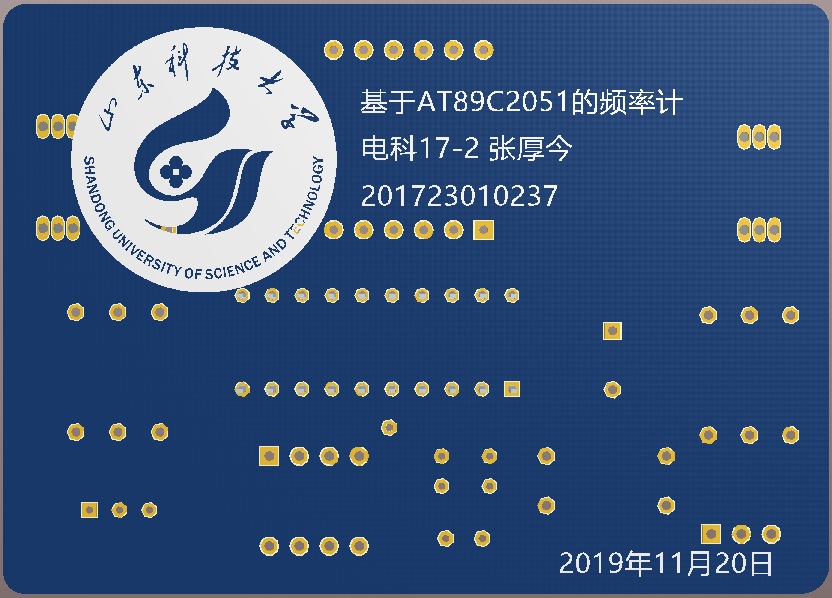 山东科技大学
SHANDONG UNIVERSITY OF SCIENCE AND TECHNOLOGY
基于AT89C2051的频率计
电科17-2 张厚今
201723010237
2019年11月20日